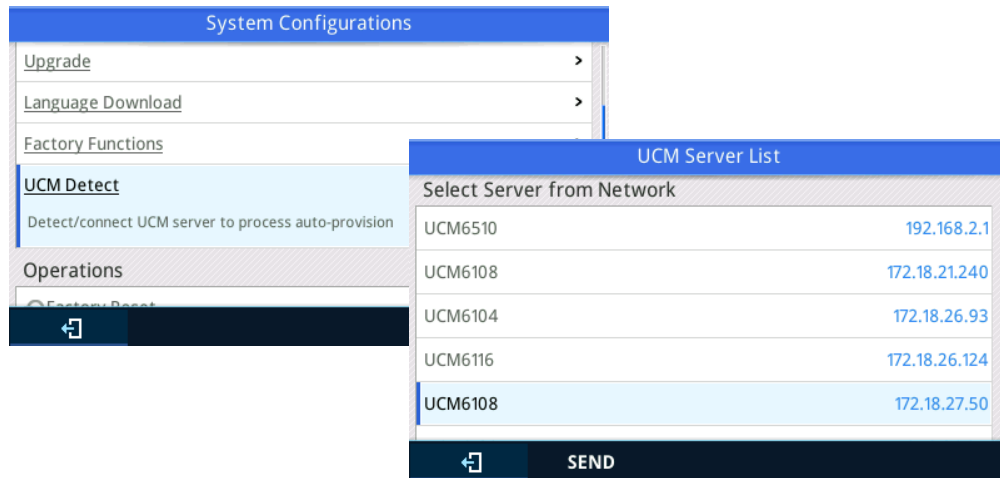 System Configurations
Upgrade
Language Download
Factory Functions
UCM Detect
Detect/connect UCM server to process auto-provision
Operations
Factory Reset
UCM Server List
Select Server from Network
UCM6510 192.168.2.1
UCM6108 172.18.21.240
UCM6104 172.18.26.93
UCM6116 172.18.26.124
UCM6108 172.18.27.50
SEND